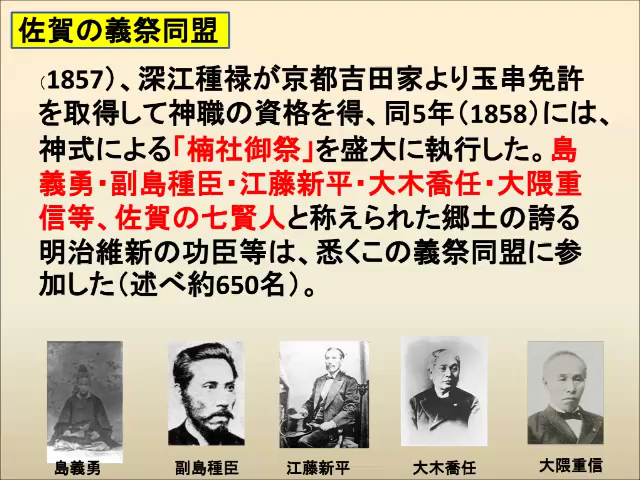 佐賀の義祭同盟
（1857）、深江種禄が京都吉田家より玉串免許
を取得して神職の資格を得、同5年（1858）には、
神式による「楠社御祭」を盛大に執行した。島
義勇・副島種臣・江藤新平・大木喬任・大隈重
信等、佐賀の七賢人と称えられた郷土の誇る
明治維新の功臣等は、悉くこの義祭同盟に参
加した（述べ約650名）。
島義勇
副島種臣
江藤新平
大木喬任
大隈重信